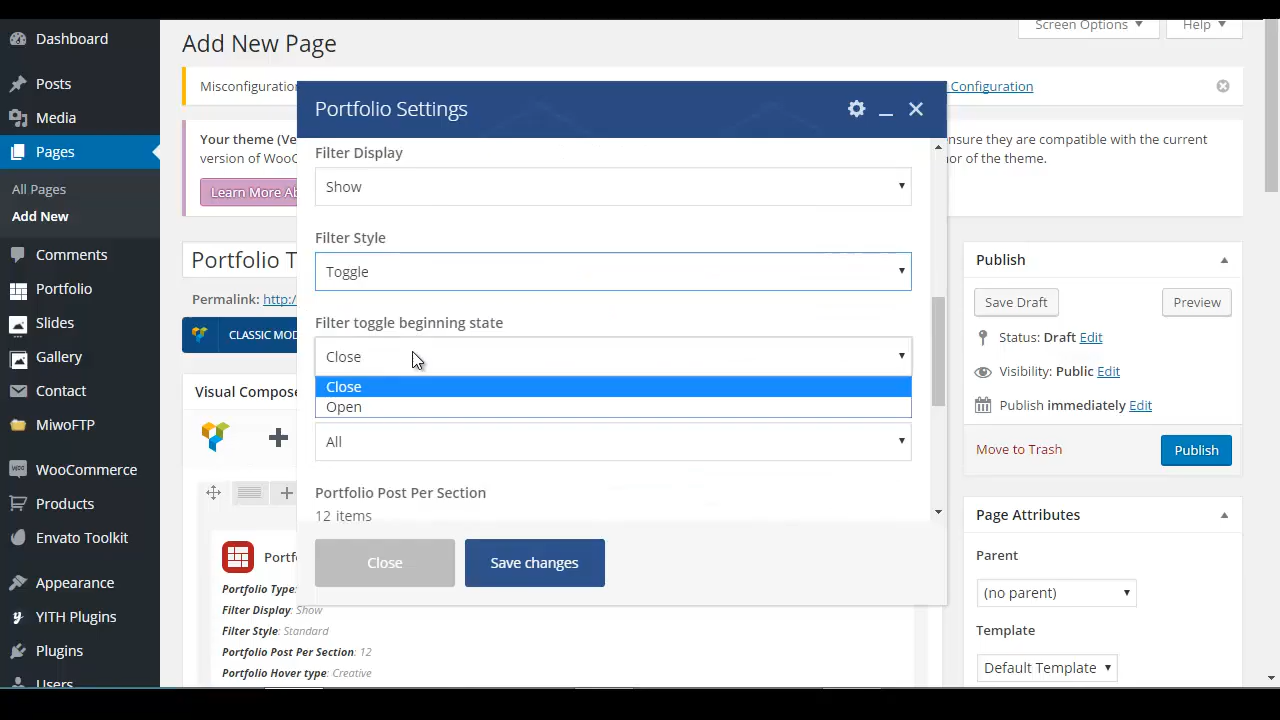 Dashboard
Posts
Media
Pages
All Pages
Add New
Comments
Portfolio
Slides
Gallery
Contact
MiwoFTP
WooCommerce
Products
Envato Toolkit
Appearance
YITH Plugins
Plugins
Users
Screen Options
Help
Add New Page
Misconfiguration
Configuration
Your theme (Ve
ensure they are compatible with the current
version of WooC
or of the theme.
Learn More Ab
Portfolio T
Permalink: http:/
CLASSIC MOD
Visual Compose
Portfo
Portfolio Type:
Filter Display: Show
Filter Style: Standard
Portfolio Post Per Section: 12
Portfolio Hover type: Creative
Portfolio Settings
Filter Display
Show
Filter Style
Toggle
Filter toggle beginning state
Close
Close
Open
All
Portfolio Post Per Section
12 items
Close
Save changes
Publish
Save Draft
Preview
Status: Draft Edit
Visibility: Public Edit
Publish immediately Edit
Move to Trash
Publish
Page Attributes
Parent
(no parent)
Template
Default Template